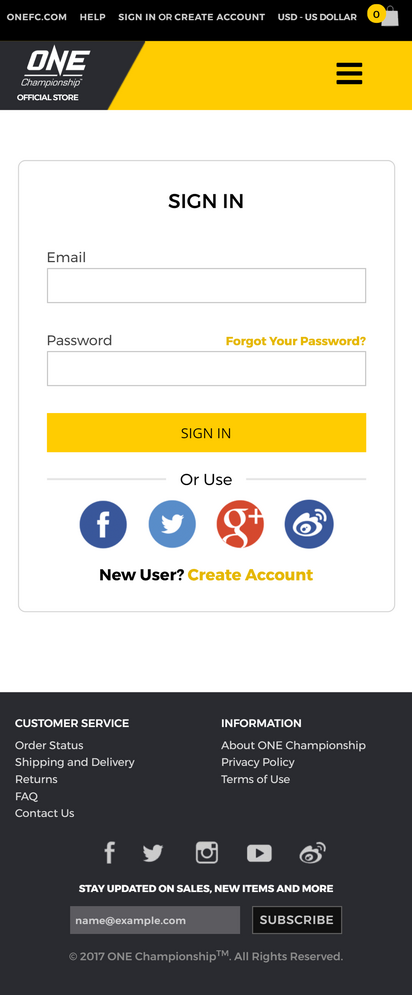 ONEFC.COM HELP SIGN IN OR CREATE ACCOUNT USD - US DOLLAR 0
ONE
Championship
OFFICIAL STORE
SIGN IN
Email
Password Forgot Your Password?
SIGN IN
Or Use
New User? Create Account
CUSTOMER SERVICE
Order Status
Shipping and Delivery
Returns
FAQ
Contact Us
INFORMATION
About ONE Championship
Privacy Policy
Terms of Use
STAY UPDATED ON SALES, NEW ITEMS AND MORE
name@example.com SUBSCRIBE
© 2017 ONE Championship™. All Rights Reserved.